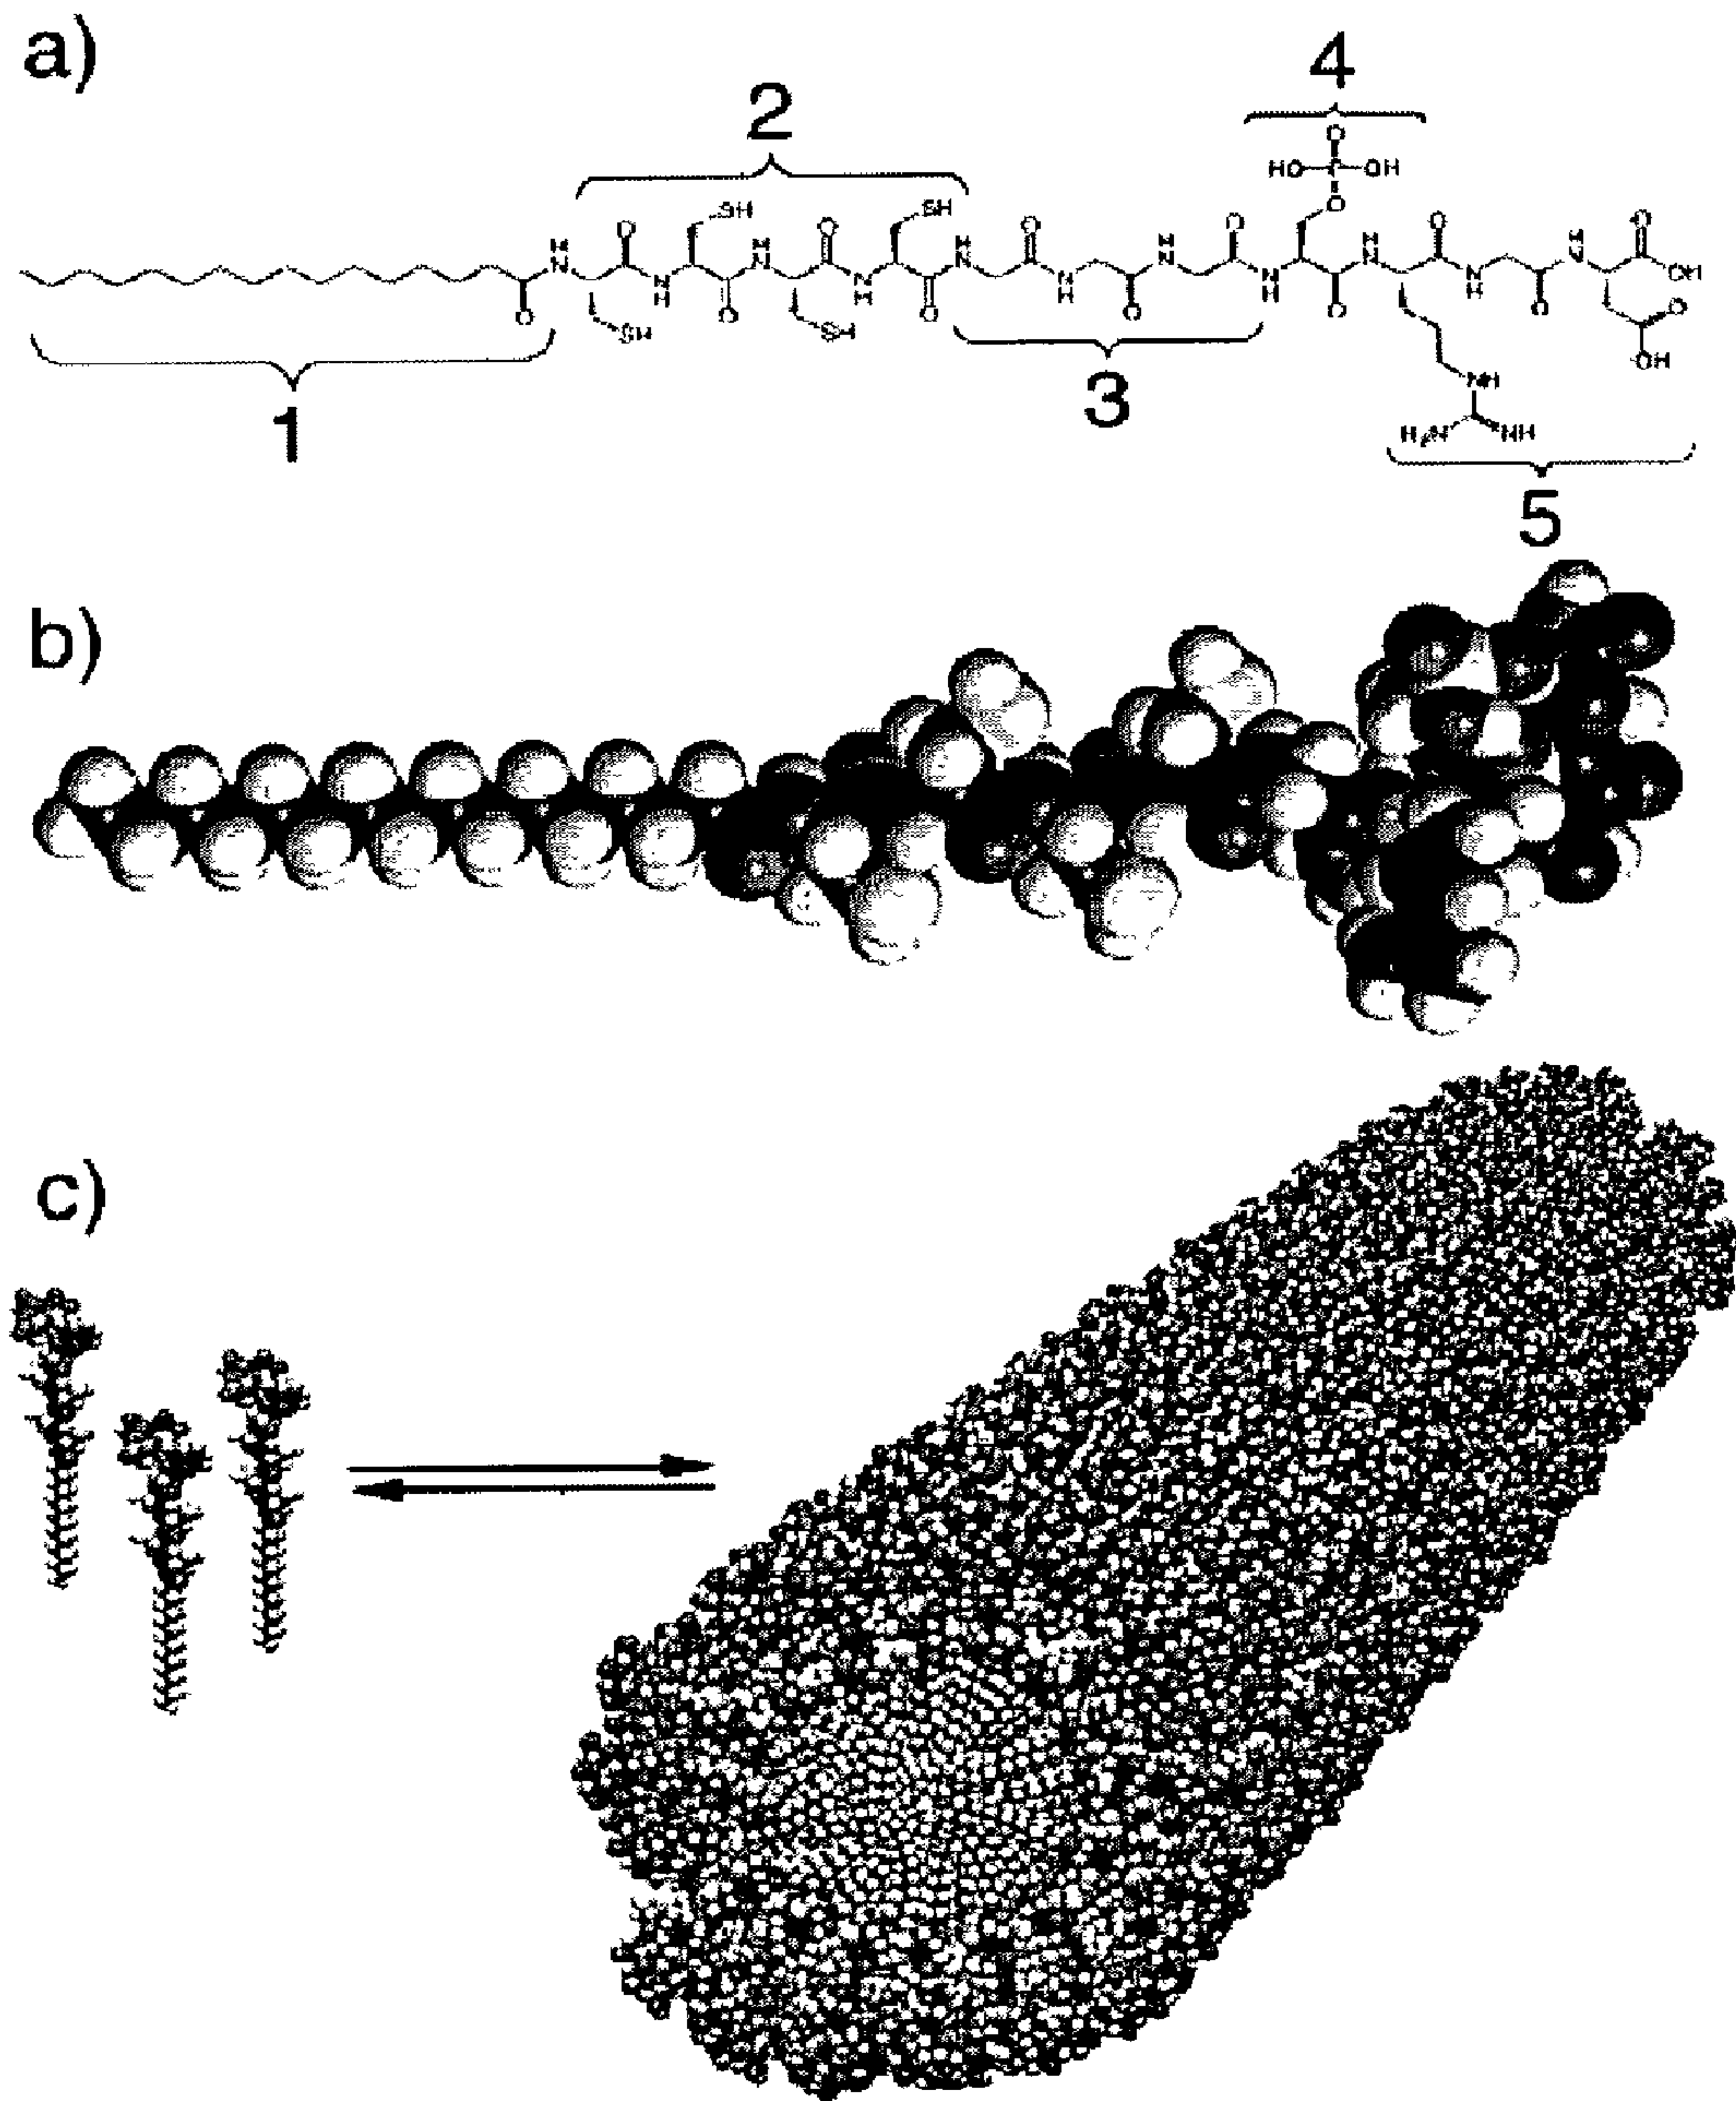 a)
4
2
O
HO P OH
SH SH O
H O H O H O H O H O H O
N N N N N N OH
N N N N N
H H H H H
O O O O O O O
SH SH OH
1 3
NH
H₂N NH
5
b)
c)